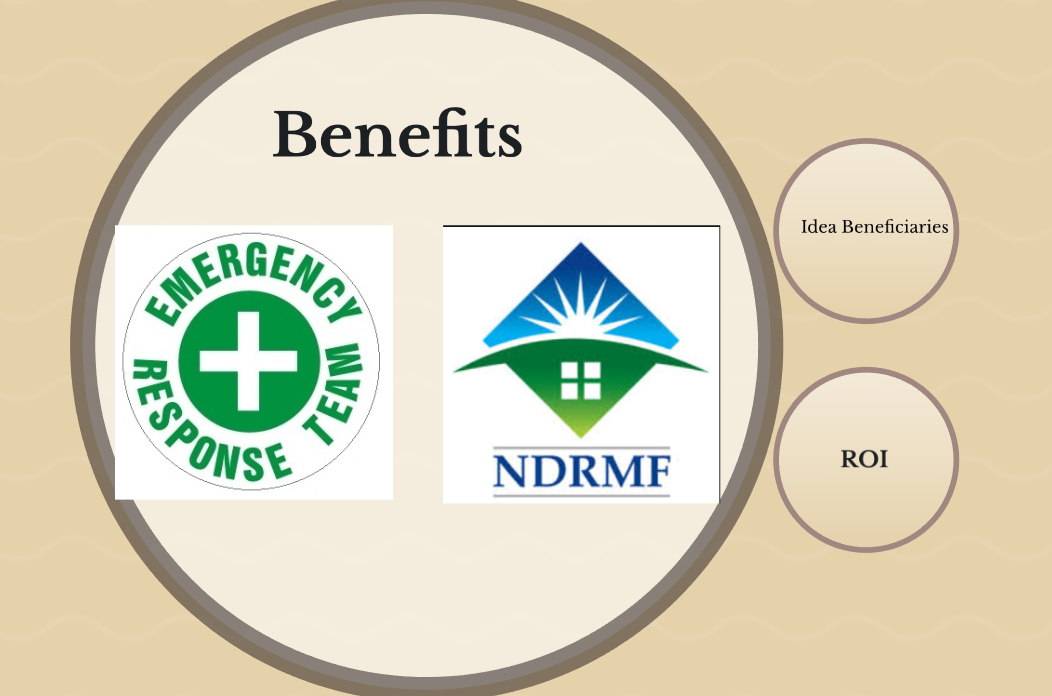 Benefits
EMERGENCY
RESPONSE TEAM
NDRMF
Idea Beneficiaries
ROI